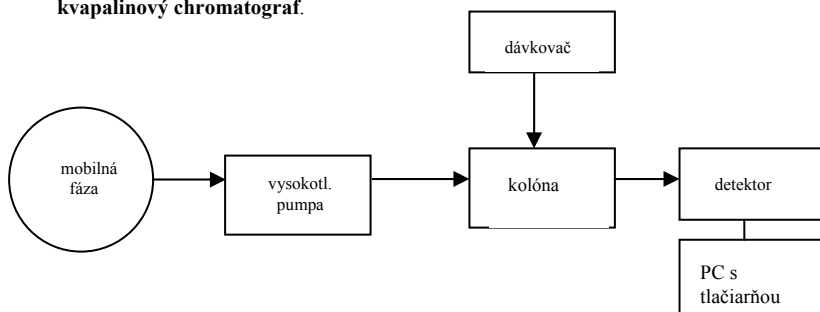 kvapalinový chromatograf.
dávkovač
mobilná
fáza
vysokotl.
pumpa
kolóna
detektor
PC s
tlačiarňou